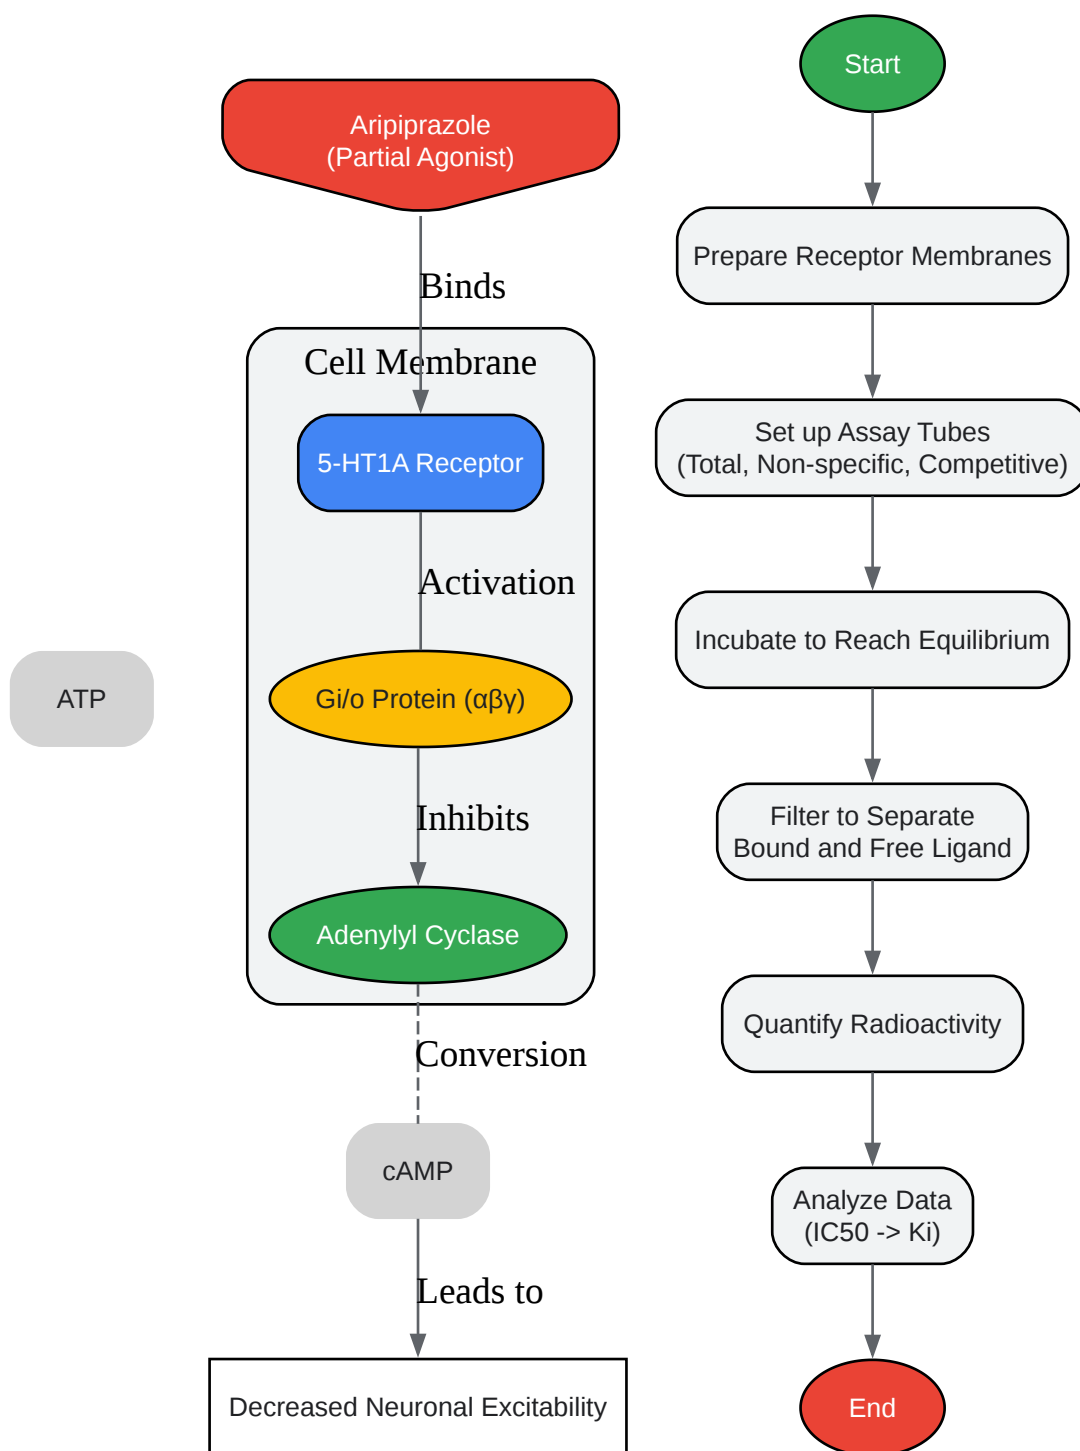 Aripiprazole
(Partial Agonist)
Binds
Cell Membrane
5-HT1A Receptor
Activation
ATP
Gi/o Protein (αβγ)
Inhibits
Adenylyl Cyclase
Conversion
cAMP
Leads to
Decreased Neuronal Excitability
Start
Prepare Receptor Membranes
Set up Assay Tubes
(Total, Non-specific, Competitive)
Incubate to Reach Equilibrium
Filter to Separate
Bound and Free Ligand
Quantify Radioactivity
Analyze Data
(IC50 -> Ki)
End